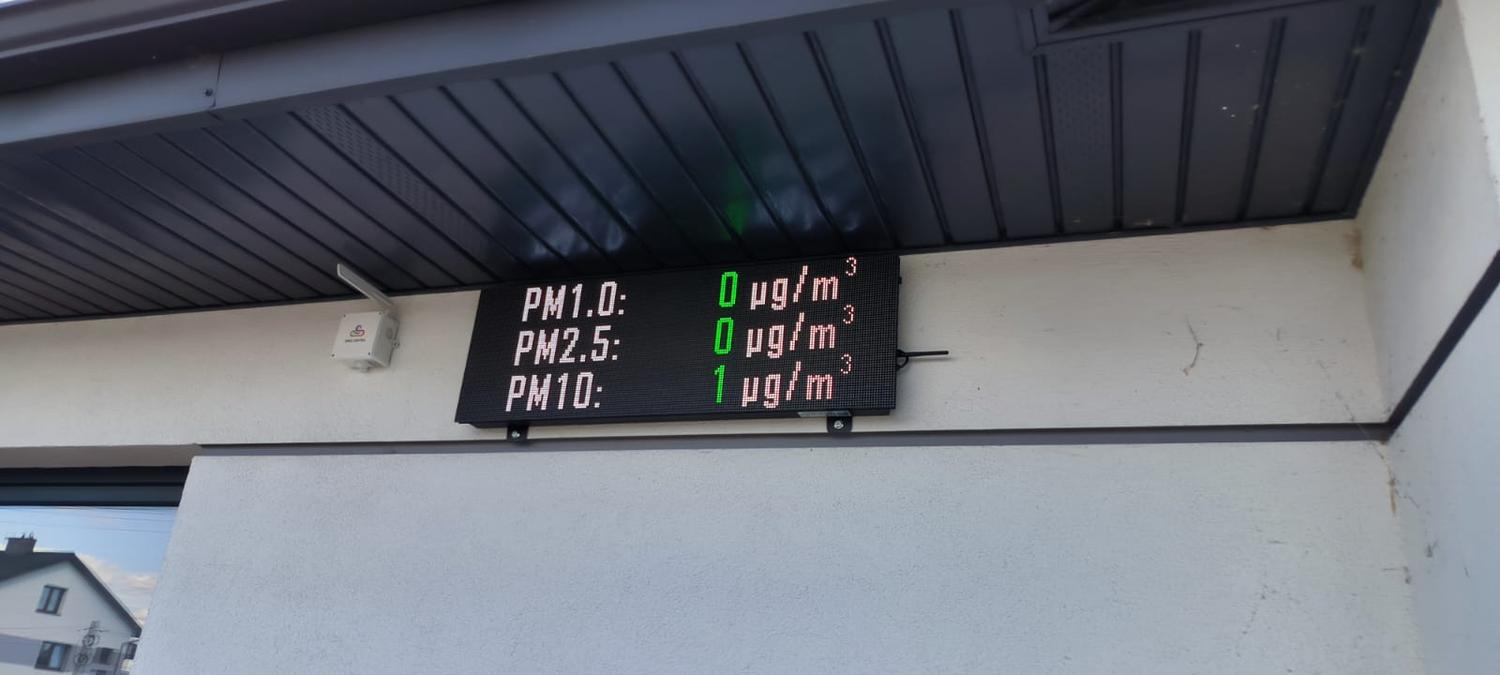 PM1.0: 0 µg/m³
PM2.5: 0 µg/m³
PM10: 1 µg/m³